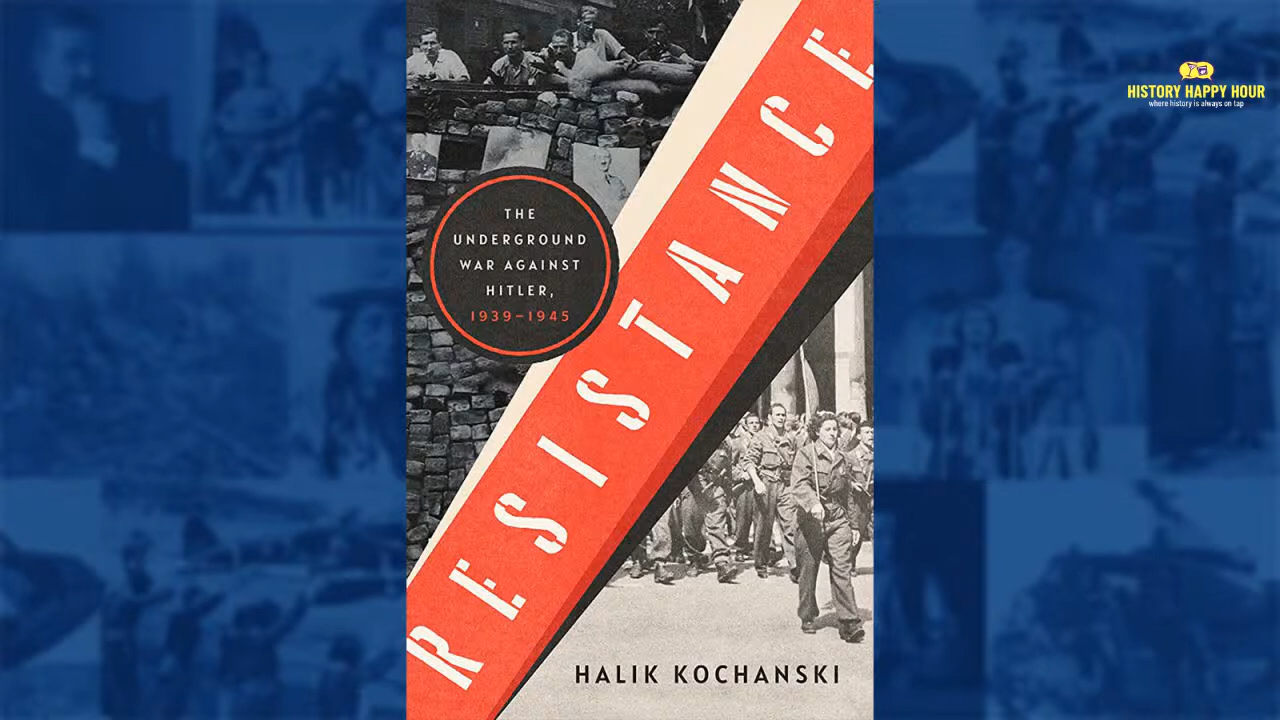 HISTORY HAPPY HOUR
where history is always on tap
THE
UNDERGROUND
WAR AGAINST
HITLER,
1939–1945
RESISTANCE
HALIK KOCHANSKI